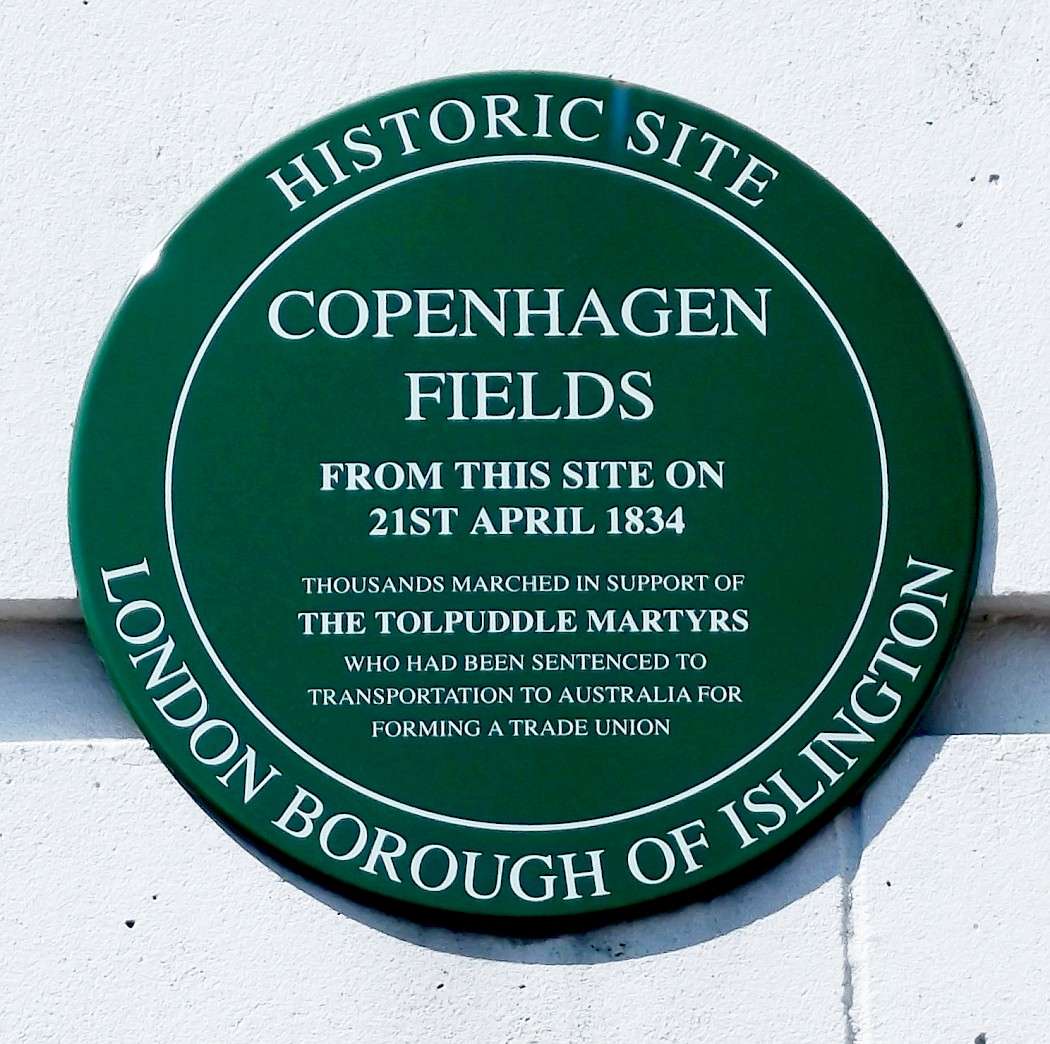 HISTORIC SITE
COPENHAGEN
FIELDS
FROM THIS SITE ON
21ST APRIL 1834
THOUSANDS MARCHED IN SUPPORT OF
THE TOLPUDDLE MARTYRS
WHO HAD BEEN SENTENCED TO
TRANSPORTATION TO AUSTRALIA FOR
FORMING A TRADE UNION
LONDON BOROUGH OF ISLINGTON